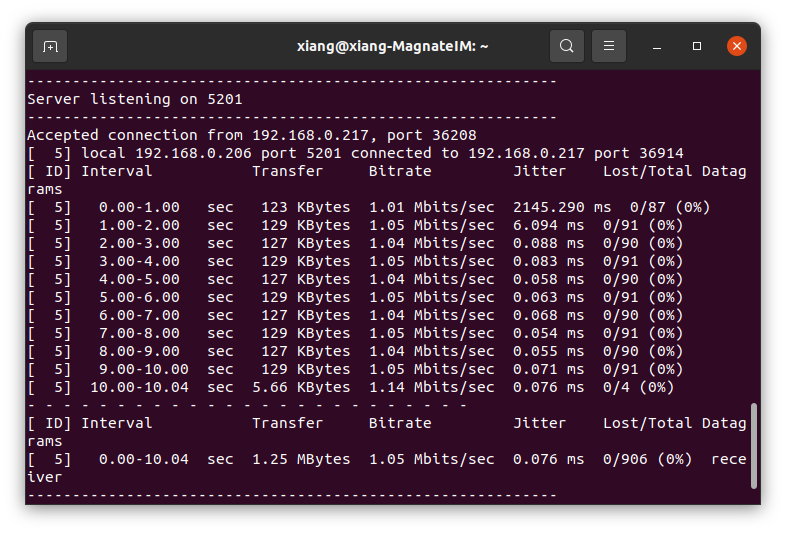 xiang@xiang-MagnateIM: ~
-----------------------------------------------------------
Server listening on 5201
-----------------------------------------------------------
Accepted connection from 192.168.0.217, port 36208
[  5] local 192.168.0.206 port 5201 connected to 192.168.0.217 port 36914
[ ID] Interval           Transfer     Bitrate         Jitter    Lost/Total Datag
rams
[  5]   0.00-1.00   sec   123 KBytes  1.01 Mbits/sec  2145.290 ms  0/87 (0%)
[  5]   1.00-2.00   sec   129 KBytes  1.05 Mbits/sec  6.094 ms  0/91 (0%)
[  5]   2.00-3.00   sec   127 KBytes  1.04 Mbits/sec  0.088 ms  0/90 (0%)
[  5]   3.00-4.00   sec   129 KBytes  1.05 Mbits/sec  0.083 ms  0/91 (0%)
[  5]   4.00-5.00   sec   127 KBytes  1.04 Mbits/sec  0.058 ms  0/90 (0%)
[  5]   5.00-6.00   sec   129 KBytes  1.05 Mbits/sec  0.063 ms  0/91 (0%)
[  5]   6.00-7.00   sec   127 KBytes  1.04 Mbits/sec  0.068 ms  0/90 (0%)
[  5]   7.00-8.00   sec   129 KBytes  1.05 Mbits/sec  0.054 ms  0/91 (0%)
[  5]   8.00-9.00   sec   127 KBytes  1.04 Mbits/sec  0.055 ms  0/90 (0%)
[  5]   9.00-10.00  sec   129 KBytes  1.05 Mbits/sec  0.071 ms  0/91 (0%)
[  5]  10.00-10.04  sec  5.66 KBytes  1.14 Mbits/sec  0.076 ms  0/4 (0%)
- - - - - - - - - - - - - - - - - - - - - - - - -
[ ID] Interval           Transfer     Bitrate         Jitter    Lost/Total Datag
rams
[  5]   0.00-10.04  sec  1.25 MBytes  1.05 Mbits/sec  0.076 ms  0/906 (0%)  rece
iver
-----------------------------------------------------------